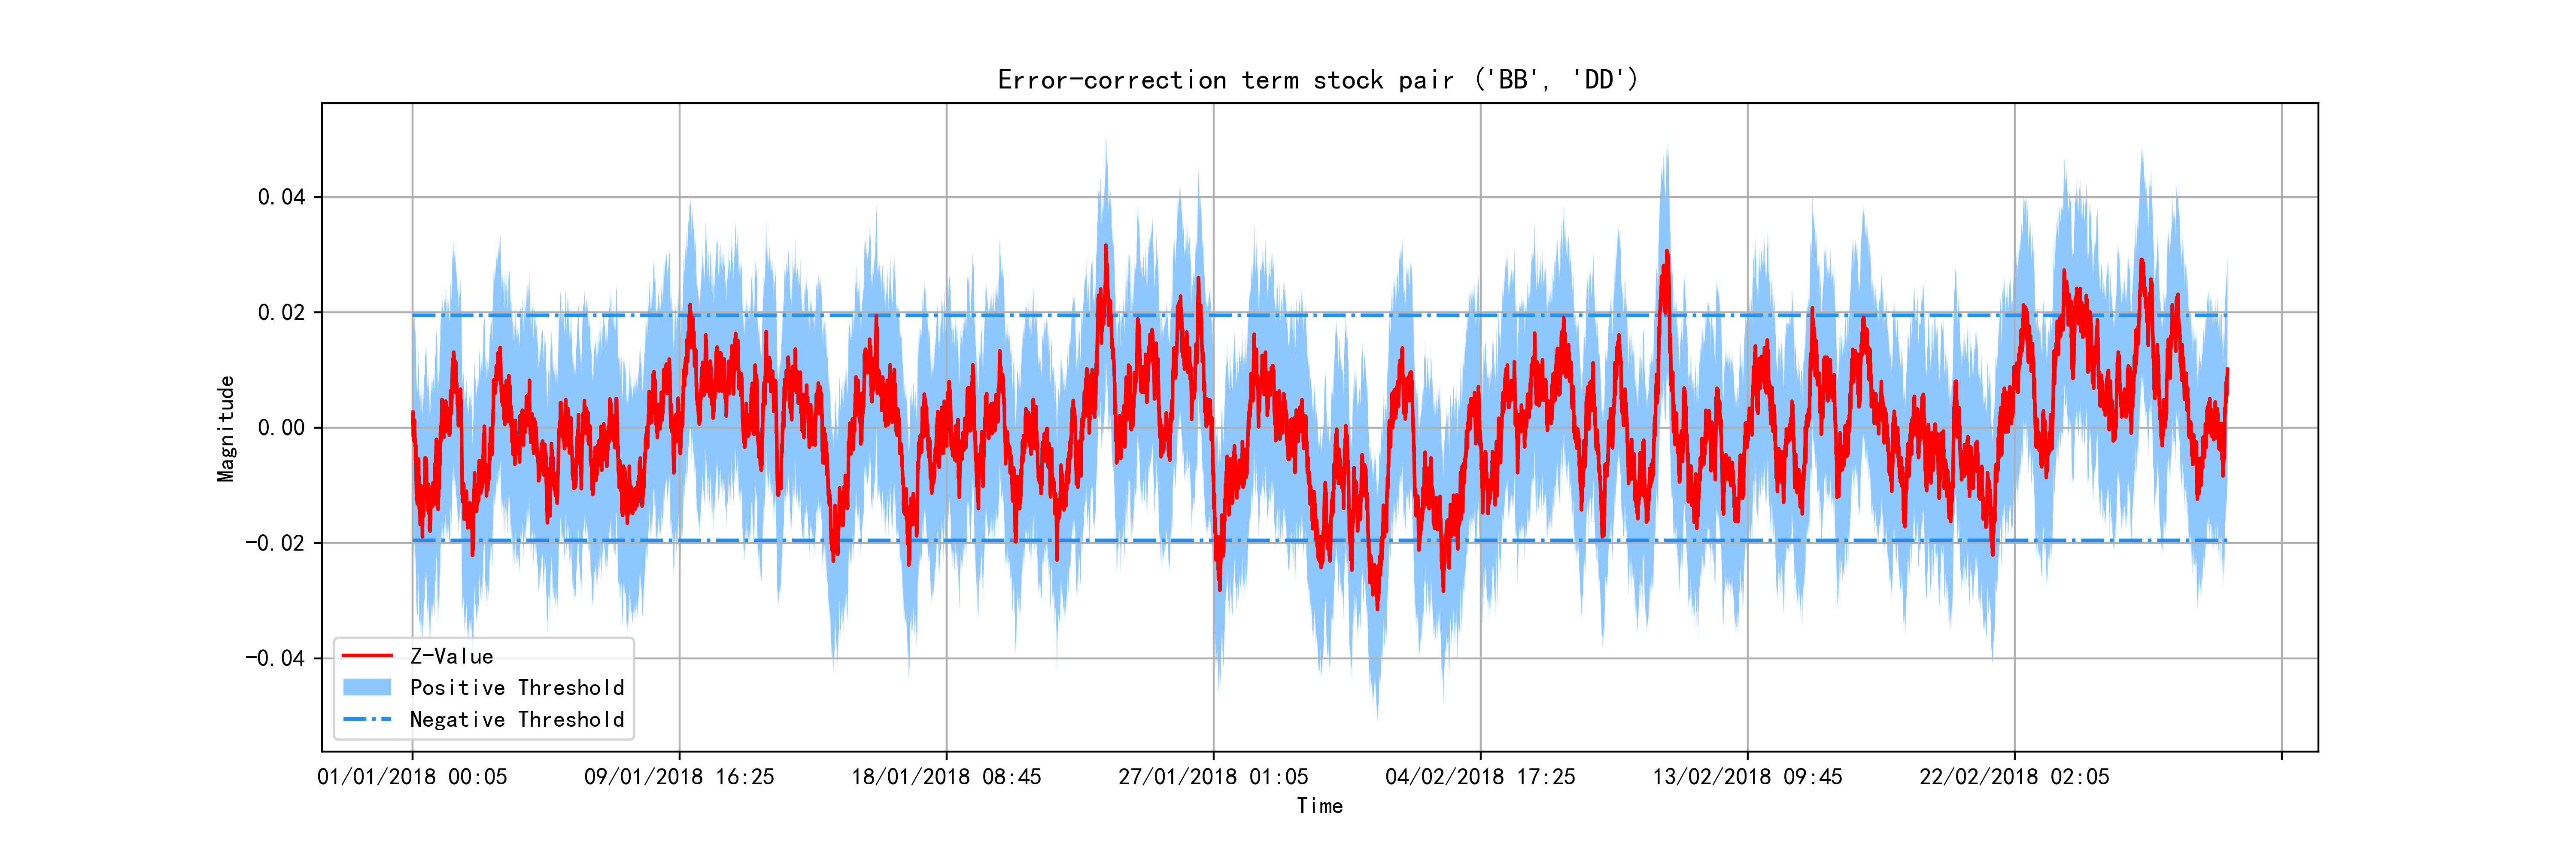 Error-correction term stock pair ('BB', 'DD')
Magnitude
0.04
0.02
0.00
-0.02
-0.04
Z-Value
Positive Threshold
Negative Threshold
01/01/2018 00:05 09/01/2018 16:25 18/01/2018 08:45 27/01/2018 01:05 04/02/2018 17:25 13/02/2018 09:45 22/02/2018 02:05
Time